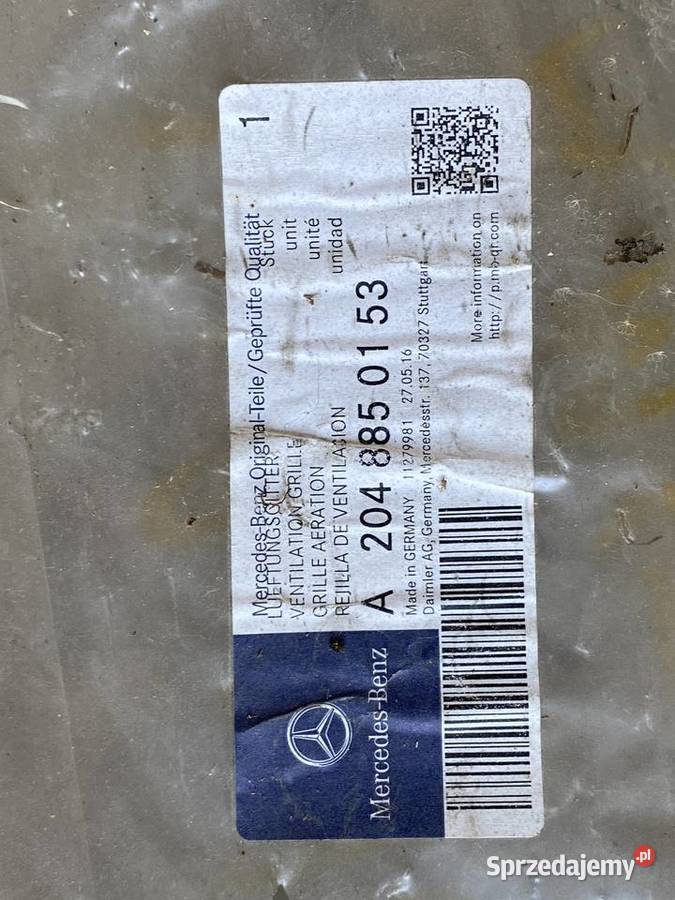 Mercedes-Benz Original-Teile/Geprüfte Qualität
LUEFTUNGSGITTER
VENTILATION GRILLE
GRILLE AERATION
REJILLA DE VENTILACION
1
Stück
unit
unité
unidad
A 204 885 01 53
Made in GERMANY 11279981 27.05.16
Daimler AG, Germany, Mercedesstr. 137, 70327 Stuttgart
More information on
http://p.mb-qr.com
Mercedes-Benz
Sprzedajemy.pl